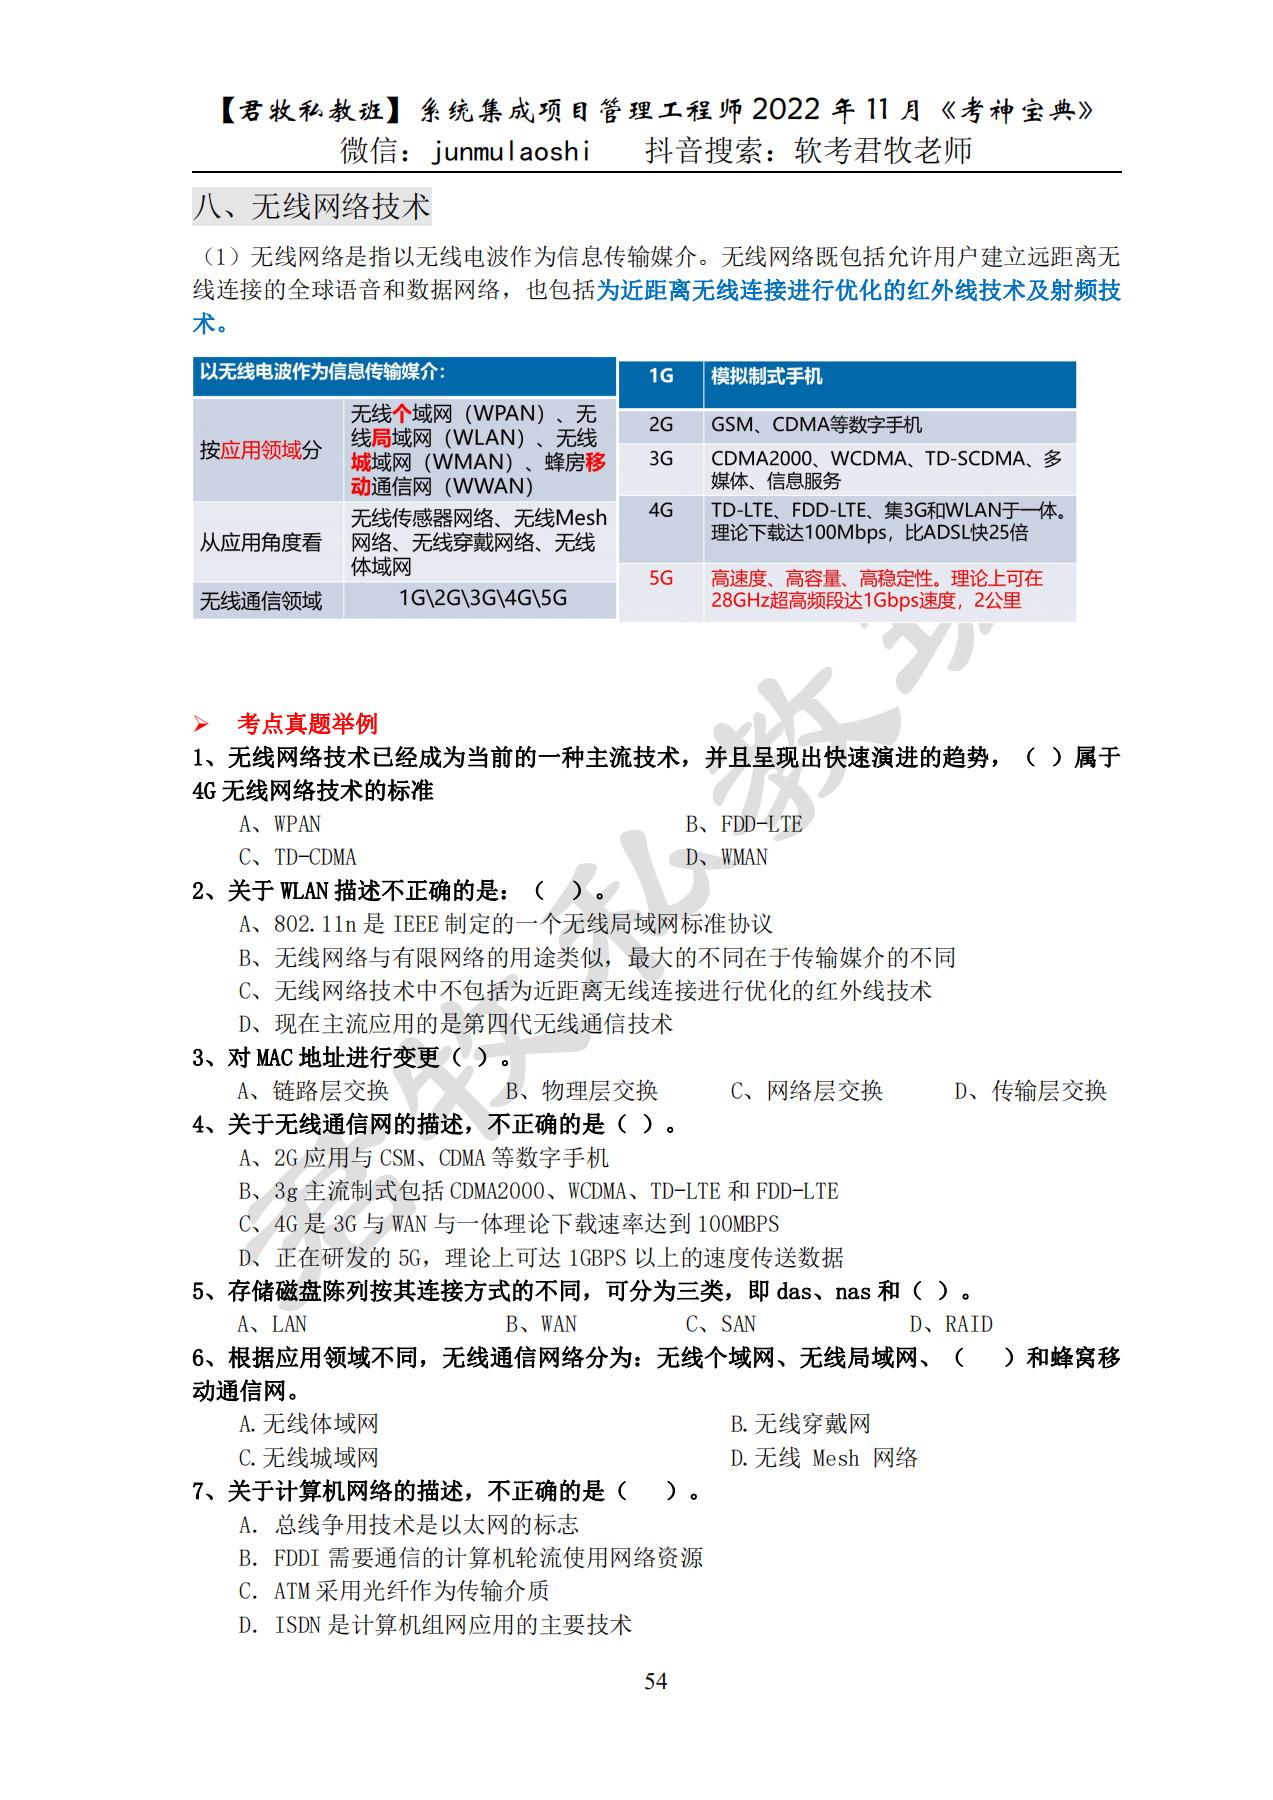 【君牧私教班】系统集成项目管理工程师 2022 年 11 月《考神宝典》
微信：junmulaoshi 抖音搜索：软考君牧老师
八、无线网络技术
（1）无线网络是指以无线电波作为信息传输媒介。无线网络既包括允许用户建立远距离无
线连接的全球语音和数据网络，也包括为近距离无线连接进行优化的红外线技术及射频技
术。
以无线电波作为信息传输媒介：
按应用领域分
无线个域网（WPAN）、无
线局域网（WLAN）、无线
城域网（WMAN）、蜂房移
动通信网（WWAN）
从应用角度看
无线传感器网络、无线Mesh
网络、无线穿戴网络、无线
体域网
无线通信领域
1G\2G\3G\4G\5G
1G 模拟制式手机
2G GSM、CDMA等数字手机
3G CDMA2000、WCDMA、TD-SCDMA、多
媒体、信息服务
4G TD-LTE、FDD-LTE、集3G和WLAN于一体。
理论下载达100Mbps，比ADSL快25倍
5G 高速度、高容量、高稳定性。理论上可在
28GHz超高频段达1Gbps速度，2公里
➢ 考点真题举例
1、无线网络技术已经成为当前的一种主流技术，并且呈现出快速演进的趋势，（ ）属于
4G 无线网络技术的标准
A、WPAN B、FDD-LTE
C、TD-CDMA D、WMAN
2、关于 WLAN 描述不正确的是：（ ）。
A、802.11n 是 IEEE 制定的一个无线局域网标准协议
B、无线网络与有限网络的用途类似，最大的不同在于传输媒介的不同
C、无线网络技术中不包括为近距离无线连接进行优化的红外线技术
D、现在主流应用的是第四代无线通信技术
3、对 MAC 地址进行变更（ ）。
A、链路层交换 B、物理层交换 C、网络层交换 D、传输层交换
4、关于无线通信网的描述，不正确的是（ ）。
A、2G 应用与 CSM、CDMA 等数字手机
B、3g 主流制式包括 CDMA2000、WCDMA、TD-LTE 和 FDD-LTE
C、4G 是 3G 与 WAN 与一体理论下载速率达到 100MBPS
D、正在研发的 5G，理论上可达 1GBPS 以上的速度传送数据
5、存储磁盘陈列按其连接方式的不同，可分为三类，即 das、nas 和（ ）。
A、LAN B、WAN C、SAN D、RAID
6、根据应用领域不同，无线通信网络分为：无线个域网、无线局域网、（ ）和蜂窝移
动通信网。
A.无线体域网 B.无线穿戴网
C.无线城域网 D.无线 Mesh 网络
7、关于计算机网络的描述，不正确的是（ ）。
A. 总线争用技术是以太网的标志
B. FDDI 需要通信的计算机轮流使用网络资源
C. ATM 采用光纤作为传输介质
D. ISDN 是计算机组网应用的主要技术
君牧私教班
54